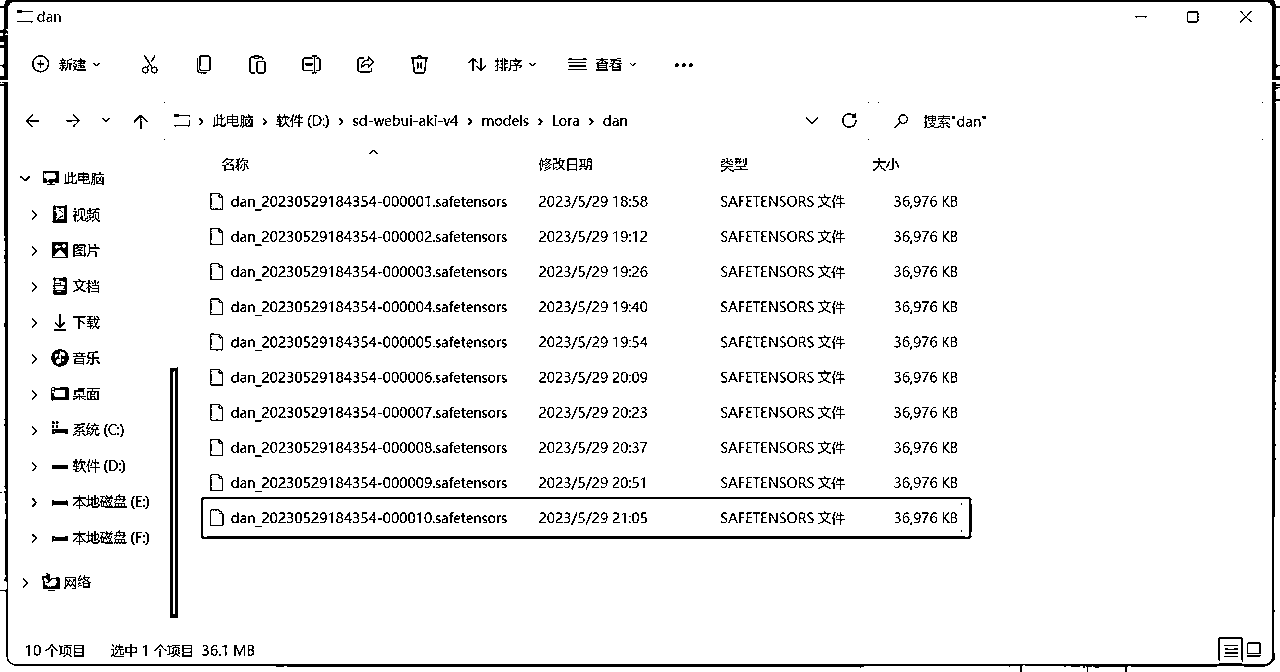 dan
新建 排序 查看
此电脑 › 软件 (D:) › sd-webui-aki-v4 › models › Lora › dan 搜索"dan"
名称 修改日期 类型 大小
此电脑
视频
图片
文档
下载
音乐
桌面
系统 (C:)
软件 (D:)
本地磁盘 (E:)
本地磁盘 (F:)
网络
dan_20230529184354-000001.safetensors 2023/5/29 18:58 SAFETENSORS 文件 36,976 KB
dan_20230529184354-000002.safetensors 2023/5/29 19:12 SAFETENSORS 文件 36,976 KB
dan_20230529184354-000003.safetensors 2023/5/29 19:26 SAFETENSORS 文件 36,976 KB
dan_20230529184354-000004.safetensors 2023/5/29 19:40 SAFETENSORS 文件 36,976 KB
dan_20230529184354-000005.safetensors 2023/5/29 19:54 SAFETENSORS 文件 36,976 KB
dan_20230529184354-000006.safetensors 2023/5/29 20:09 SAFETENSORS 文件 36,976 KB
dan_20230529184354-000007.safetensors 2023/5/29 20:23 SAFETENSORS 文件 36,976 KB
dan_20230529184354-000008.safetensors 2023/5/29 20:37 SAFETENSORS 文件 36,976 KB
dan_20230529184354-000009.safetensors 2023/5/29 20:51 SAFETENSORS 文件 36,976 KB
dan_20230529184354-000010.safetensors 2023/5/29 21:05 SAFETENSORS 文件 36,976 KB
10 个项目 选中 1 个项目 36.1 MB